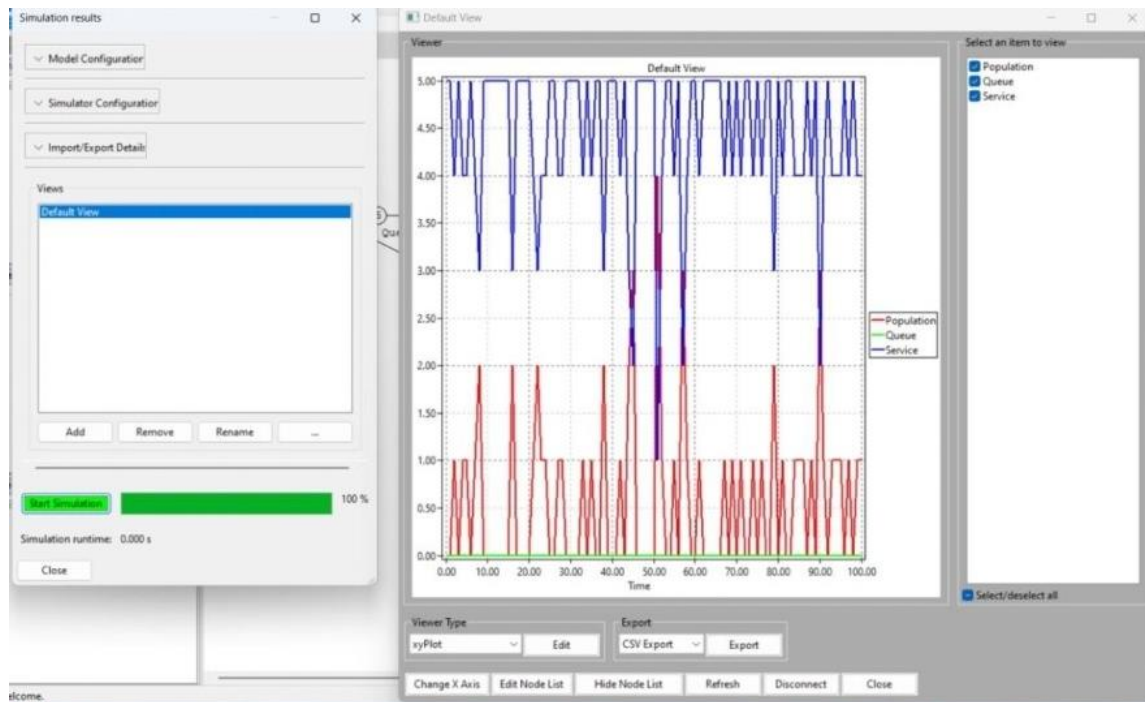 Simulation results
Model Configuration
Simulator Configuration
Import/Export Details
Views
Default View
Add
Remove
Rename
...
Start Simulation
100 %
Simulation runtime: 0.000 s
Close
elcome.
Que
Default View
Viewer
Default View
5.00
4.50
4.00
3.50
3.00
2.50
2.00
1.50
1.00
0.50
0.00
0.00 10.00 20.00 30.00 40.00 50.00 60.00 70.00 80.00 90.00 100.00
Time
Population
Queue
Service
Select an item to view
Population
Queue
Service
Select/deselect all
Viewer Type
xyPlot
Edit
Export
CSV Export
Export
Change X Axis
Edit Node List
Hide Node List
Refresh
Disconnect
Close